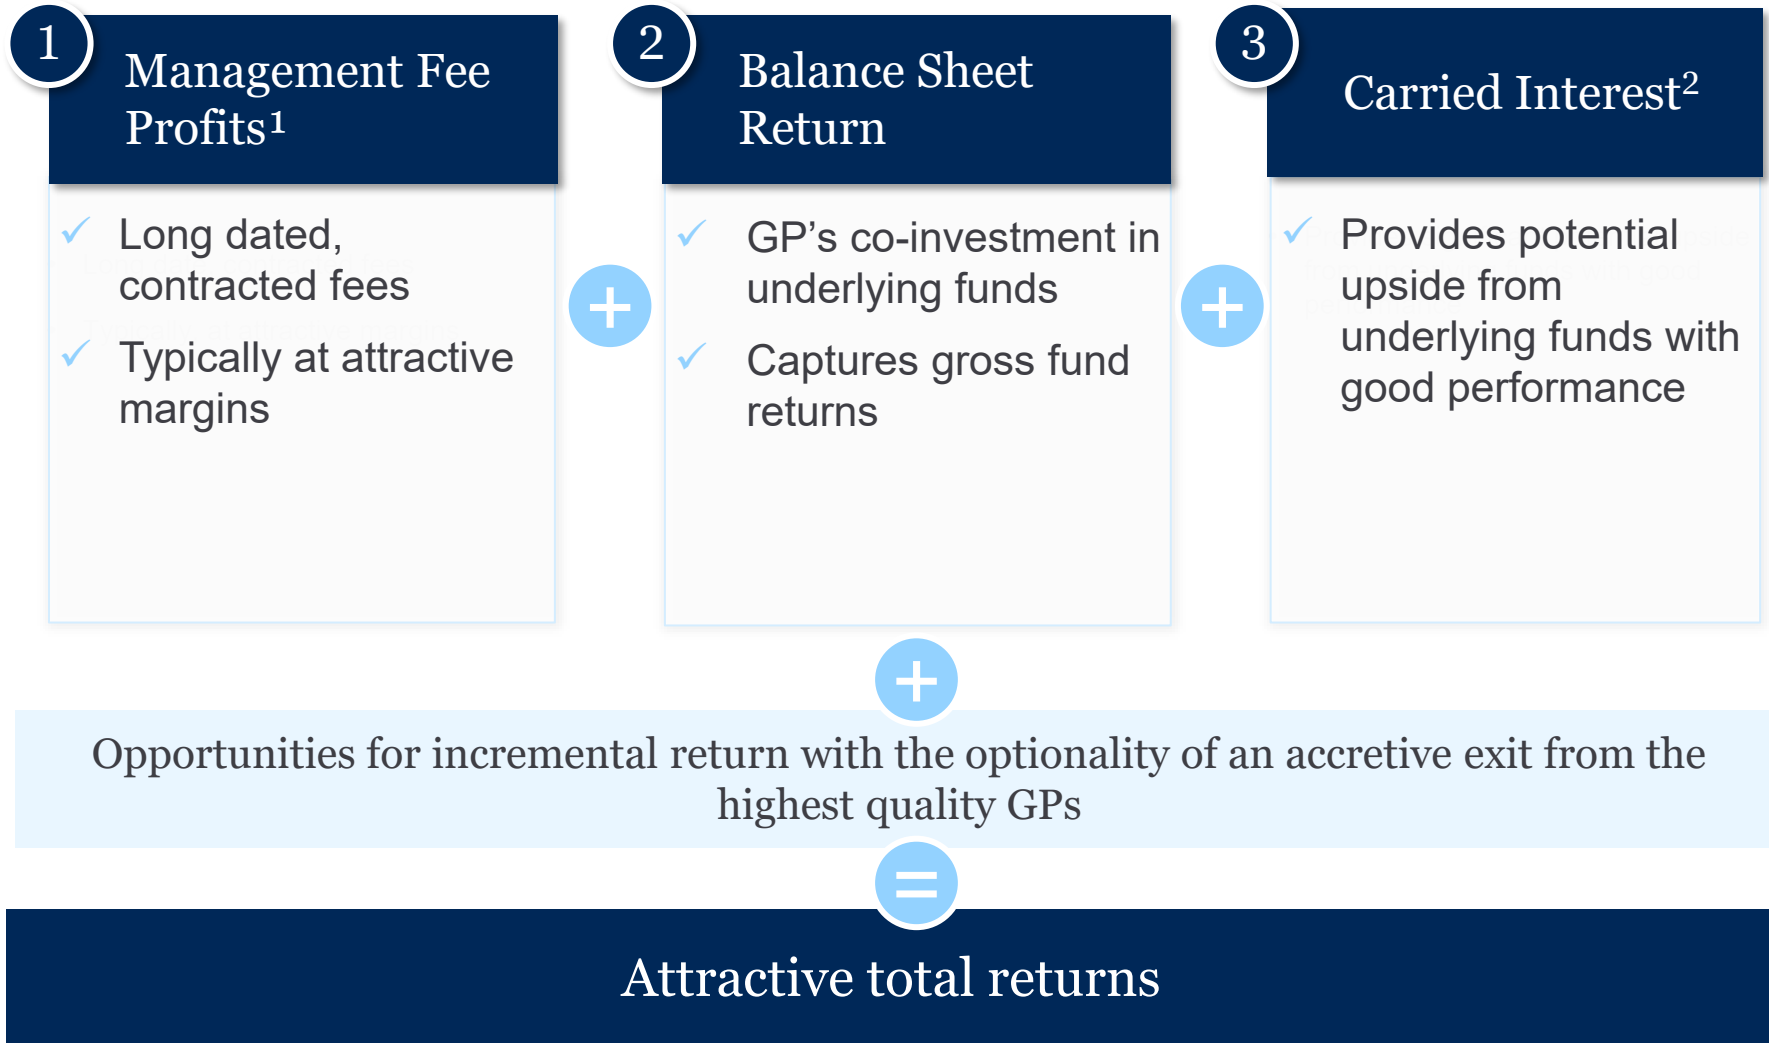 1
Management Fee
Profits¹
Long dated,
contracted fees
Typically at attractive
margins
+
2
Balance Sheet
Return
GP’s co-investment in
underlying funds
Captures gross fund
returns
+
3
Carried Interest²
Provides potential
upside from
underlying funds with
good performance
+
Opportunities for incremental return with the optionality of an accretive exit from the
highest quality GPs
=
Attractive total returns